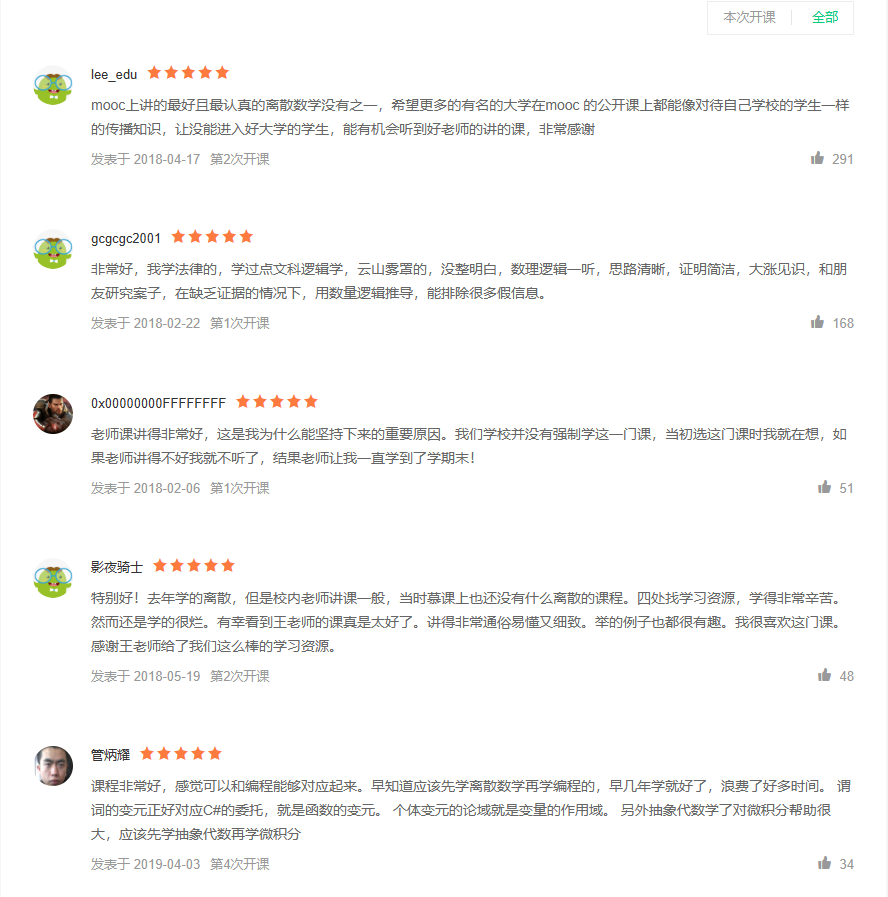 本次开课 全部
lee_edu
mooc上讲的最好且最认真的离散数学没有之一，希望更多的有名的大学在mooc 的公开课上都能像对待自己学校的学生一样
的传播知识，让没能进入好大学的学生，能有机会听到好老师的讲的课，非常感谢
发表于 2018-04-17 第2次开课 291
gcgcgc2001
非常好，我学法律的，学过点文科逻辑学，云山雾罩的，没整明白，数理逻辑一听，思路清晰，证明简洁，大涨见识，和朋
友研究案子，在缺乏证据的情况下，用数量逻辑推导，能排除很多假信息。
发表于 2018-02-22 第1次开课 168
0x00000000FFFFFFFF
老师课讲得非常好，这是我为什么能坚持下来的重要原因。我们学校并没有强制学这一门课，当初选这门课时我就在想，如
果老师讲得不好我就不听了，结果老师让我一直学到了学期末！
发表于 2018-02-06 第1次开课 51
影夜骑士
特别好！去年学的离散，但是校内老师讲课一般，当时慕课上也还没有什么离散的课程。四处找学习资源，学得非常辛苦。
然而还是学的很烂。有幸看到王老师的课真是太好了。讲得非常通俗易懂又细致。举的例子也都很有趣。我很喜欢这门课。
感谢王老师给了我们这么棒的学习资源。
发表于 2018-05-19 第2次开课 48
管炳耀
课程非常好，感觉可以和编程能够对应起来。早知道应该先学离散数学再学编程的，早几年学就好了，浪费了好多时间。 谓
词的变元正好对应C#的委托，就是函数的变元。 个体变元的论域就是变量的作用域。 另外抽象代数学了对微积分帮助很
大，应该先学抽象代数再学微积分
发表于 2019-04-03 第4次开课 34